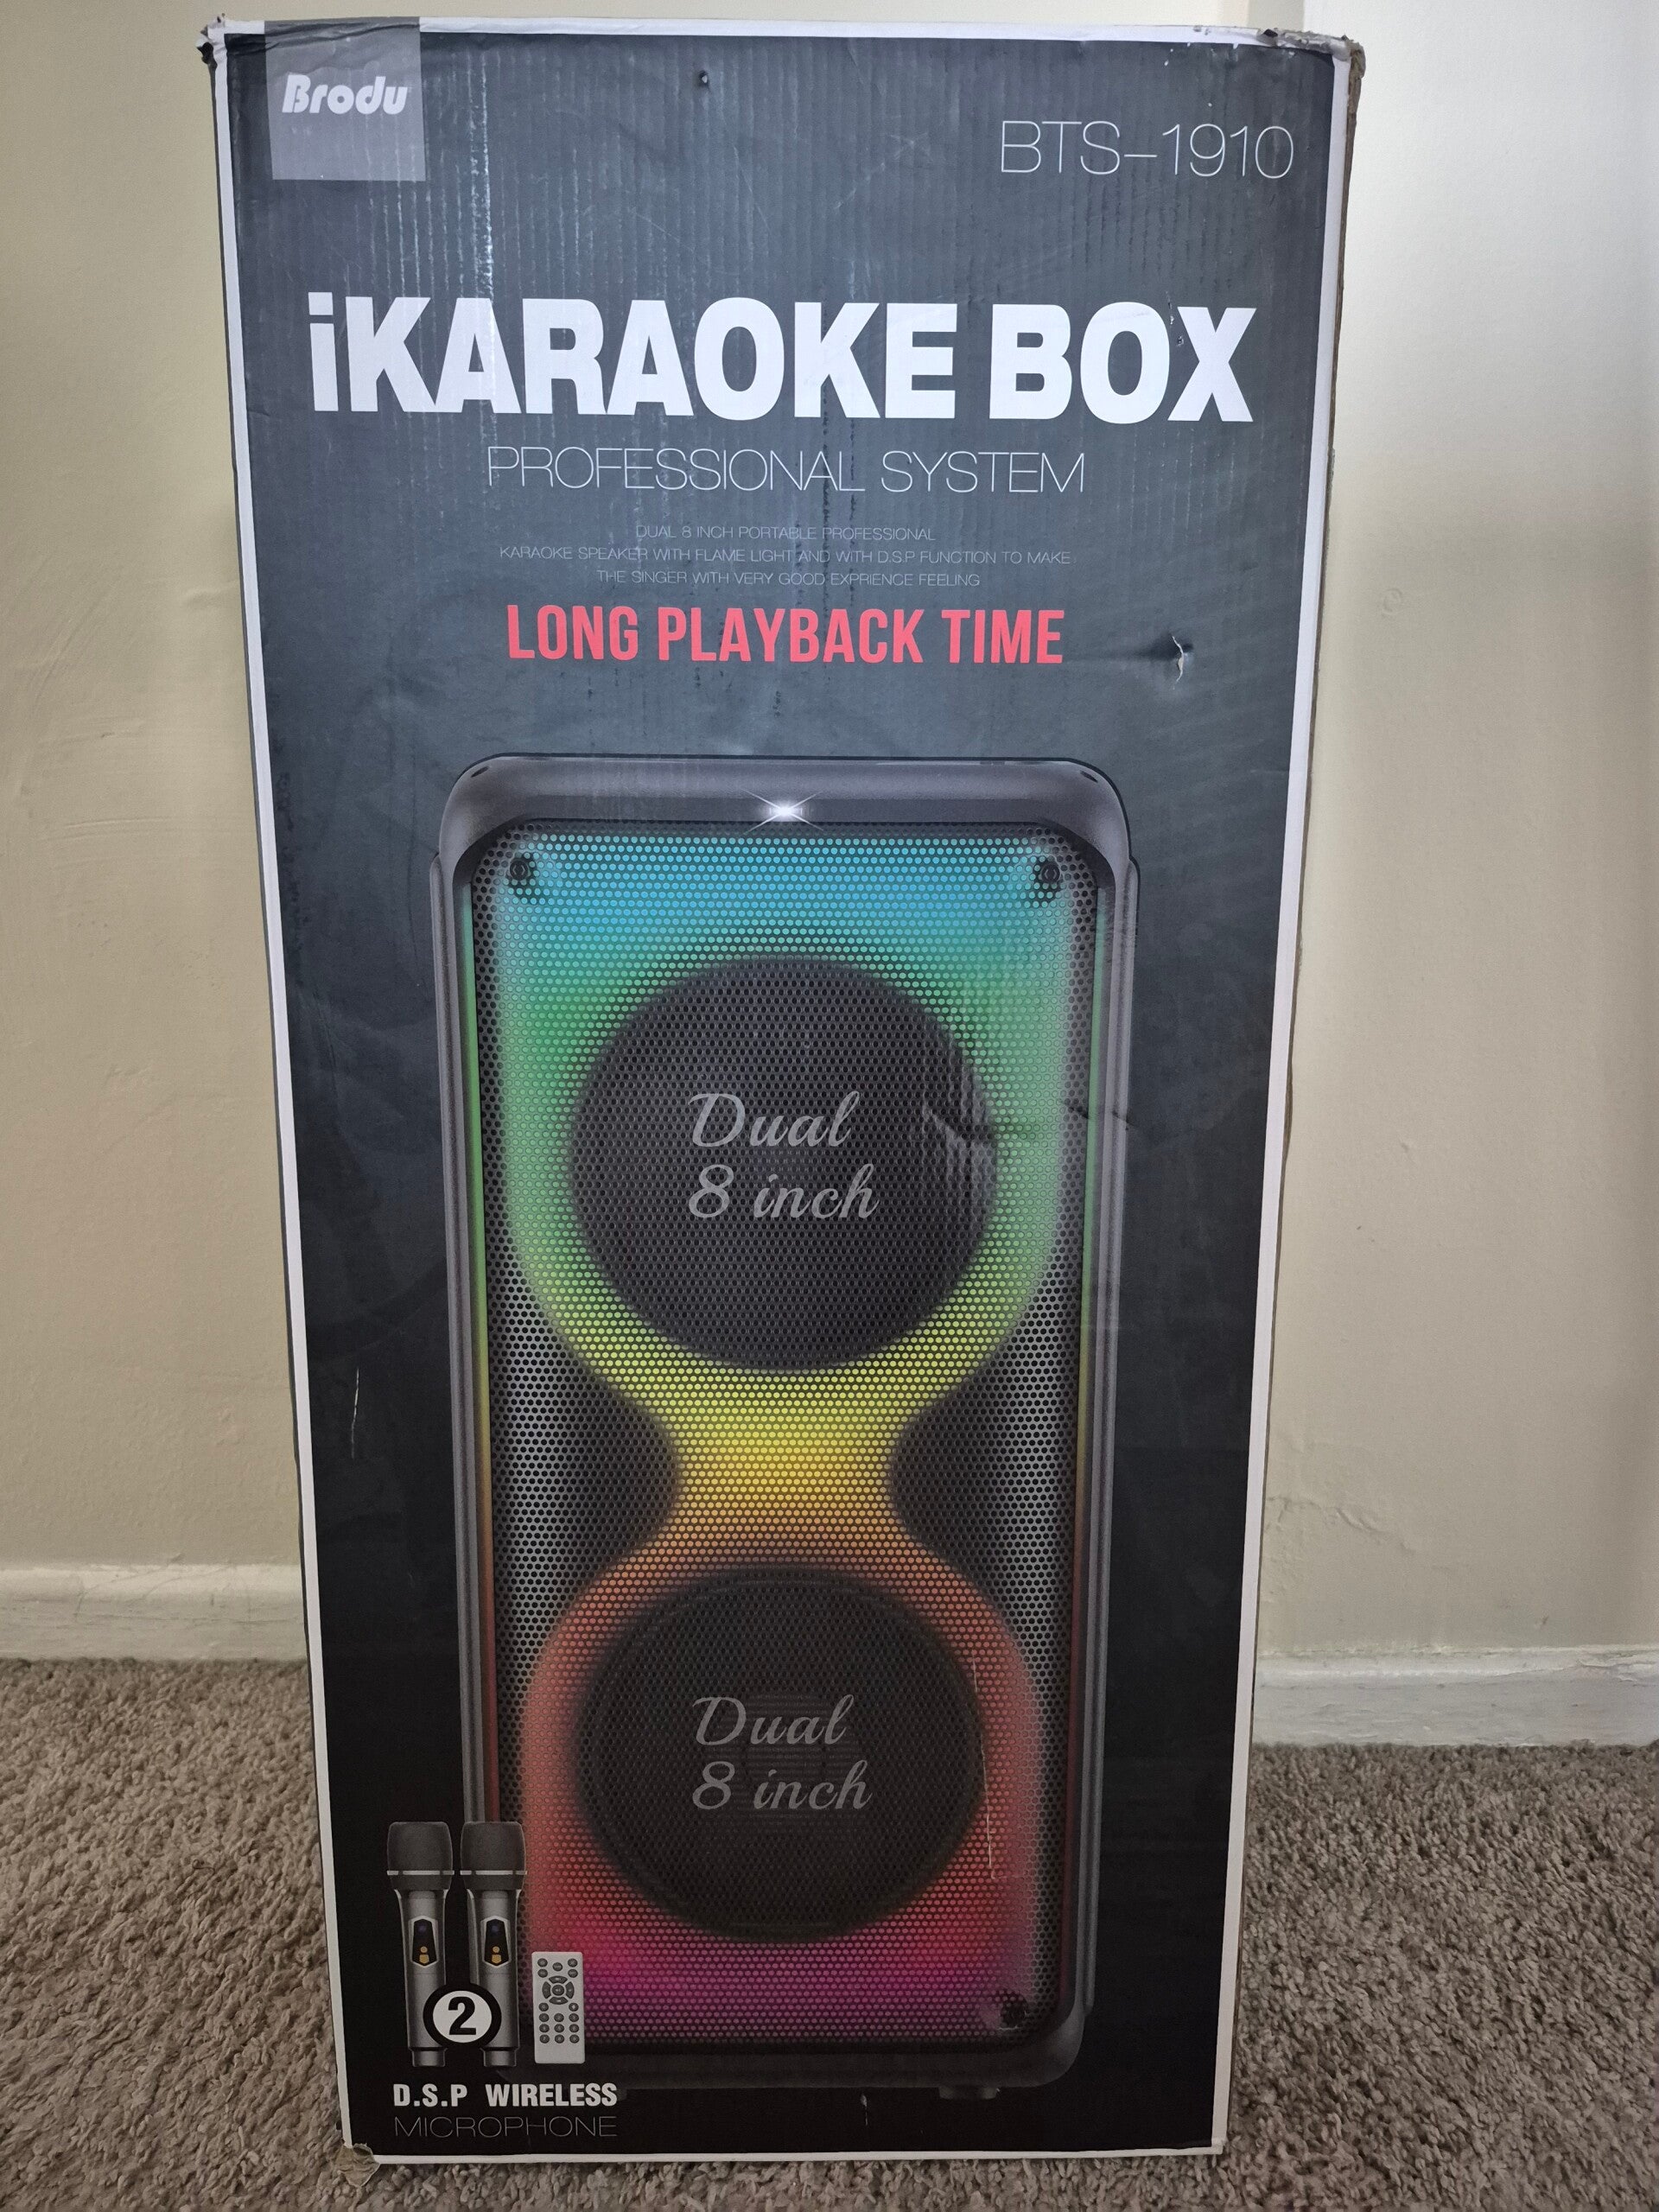 Brodu
BTS-1910
iKARAOKE BOX
PROFESSIONAL SYSTEM
DUAL 8 INCH PORTABLE PROFESSIONAL
KARAOKE SPEAKER WITH FLAME LIGHT AND WITH D.S.P FUNCTION TO MAKE
THE SINGER WITH VERY GOOD EXPRIENCE FEELING
LONG PLAYBACK TIME
Dual
8 inch
Dual
8 inch
2
D.S.P WIRELESS
MICROPHONE